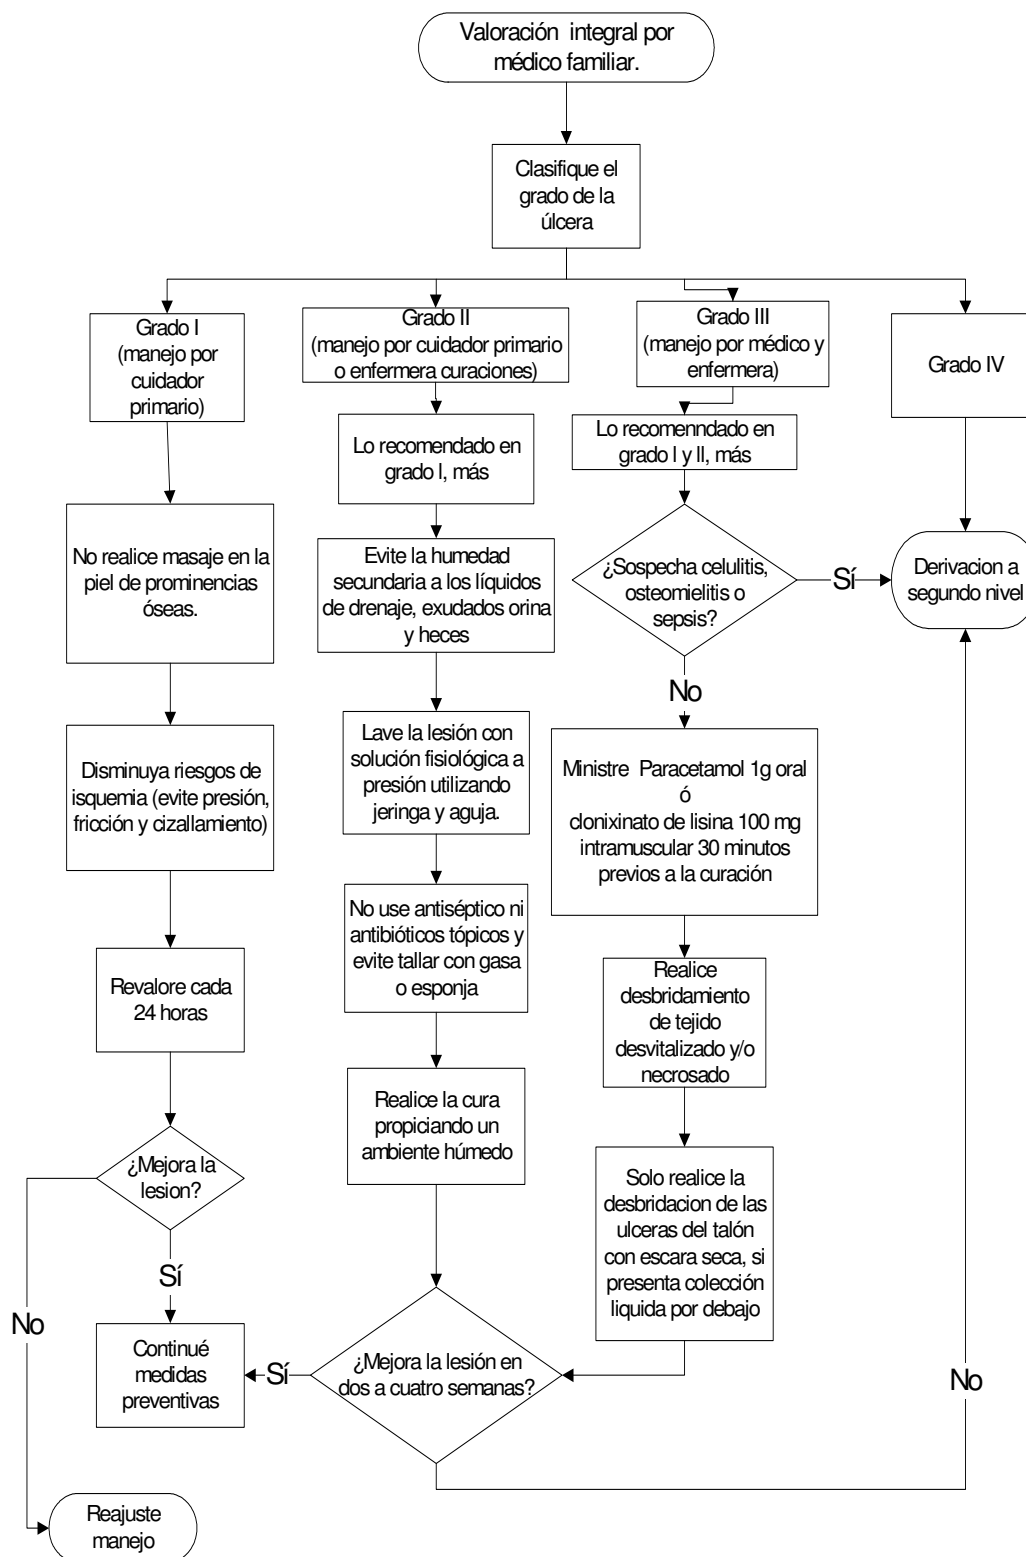 Valoración integral por
médico familiar.
Clasifique el
grado de la
úlcera
Grado I
(manejo por
cuidador
primario)
Grado II
(manejo por cuidador primario
o enfermera curaciones)
Grado III
(manejo por médico y
enfermera)
Grado IV
Lo recomendado en
grado I, más
Lo recomenndado en
grado I y II, más
No realice masaje en la
piel de prominencias
óseas.
Evite la humedad
secundaria a los líquidos
de drenaje, exudados orina
y heces
¿Sospecha celulitis,
osteomielitis o
sepsis?
Sí
Derivacion a
segundo nivel
No
Disminuya riesgos de
isquemia (evite presión,
fricción y cizallamiento)
Lave la lesión con
solución fisiológica a
presión utilizando
jeringa y aguja.
Ministre Paracetamol 1g oral
ó
clonixinato de lisina 100 mg
intramuscular 30 minutos
previos a la curación
No use antiséptico ni
antibióticos tópicos y
evite tallar con gasa
o esponja
Revalore cada
24 horas
Realice
desbridamiento
de tejido
desvitalizado y/o
necrosado
Realice la cura
propiciando un
ambiente húmedo
¿Mejora la
lesion?
Solo realice la
desbridacion de las
ulceras del talón
con escara seca, si
presenta colección
liquida por debajo
Sí
No
Continué
medidas
preventivas
Sí
¿Mejora la lesión en
dos a cuatro semanas?
No
Reajuste
manejo